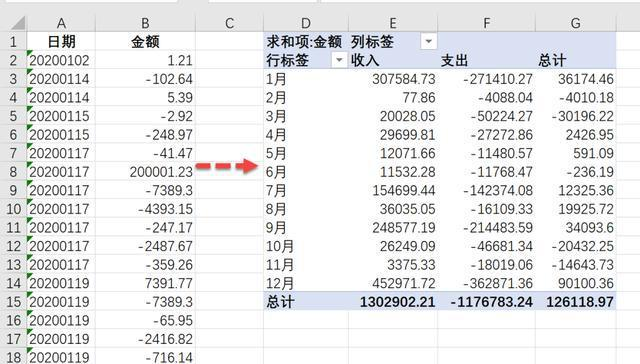 A B C D E F G
1 日期 金额 求和项:金额 列标签
2 20200102 1.21 行标签 收入 支出 总计
3 20200114 -102.64 1月 307584.73 -271410.27 36174.46
4 20200114 5.39 2月 77.86 -4088.04 -4010.18
5 20200115 -2.92 3月 20028.05 -50224.27 -30196.22
6 20200115 -248.97 4月 29699.81 -27272.86 2426.95
7 20200117 -41.47 5月 12071.66 -11480.57 591.09
8 20200117 200001.23 6月 11532.28 -11768.47 -236.19
9 20200117 -7389.3 7月 154699.44 -142374.08 12325.36
10 20200117 -4393.15 8月 36035.05 -16109.33 19925.72
11 20200117 -247.17 9月 248577.19 -214483.59 34093.6
12 20200117 -2487.67 10月 26249.09 -46681.34 -20432.25
13 20200117 -359.26 11月 3375.33 -18019.06 -14643.73
14 20200119 7391.77 12月 452971.72 -362871.36 90100.36
15 20200119 -7389.3 总计 1302902.21 -1176783.24 126118.97
16 20200119 -65.95
17 20200119 -2416.82
18 20200119 -716.14